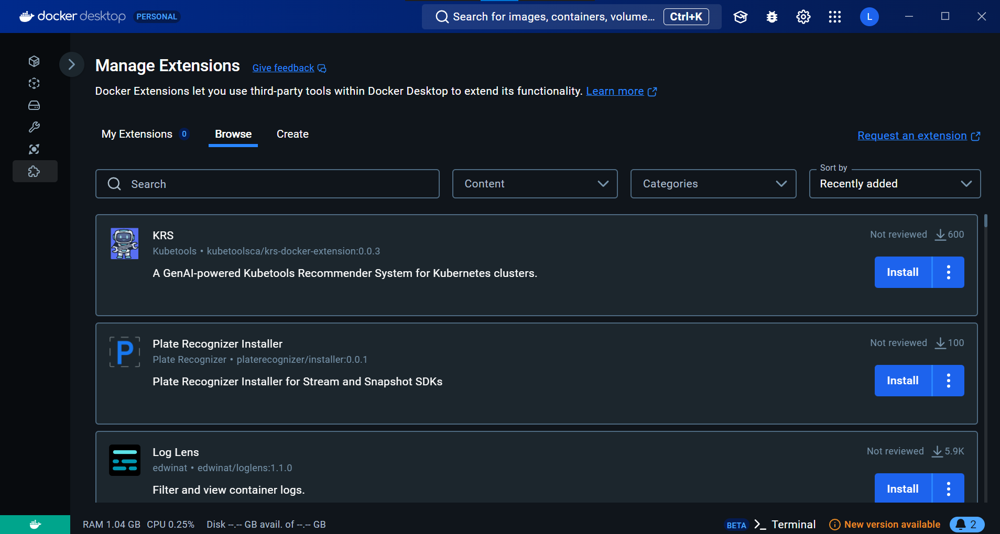 docker desktop PERSONAL
Search for images, containers, volume... Ctrl+K
L
Manage Extensions Give feedback
Docker Extensions let you use third-party tools within Docker Desktop to extend its functionality. Learn more
My Extensions 0 Browse Create Request an extension
Sort by
Search Content Categories Recently added
KRS Not reviewed 600
Kubetools • kubetoolsca/krs-docker-extension:0.0.3
A GenAI-powered Kubetools Recommender System for Kubernetes clusters. Install
Plate Recognizer Installer Not reviewed 100
Plate Recognizer • platerecognizer/installer:0.0.1
P
Plate Recognizer Installer for Stream and Snapshot SDKs Install
Log Lens Not reviewed 5.9K
edwinat • edwinat/loglens:1.1.0
Filter and view container logs. Install
RAM 1.04 GB CPU 0.25% Disk --.-- GB avail. of --.-- GB BETA >_ Terminal New version available 2